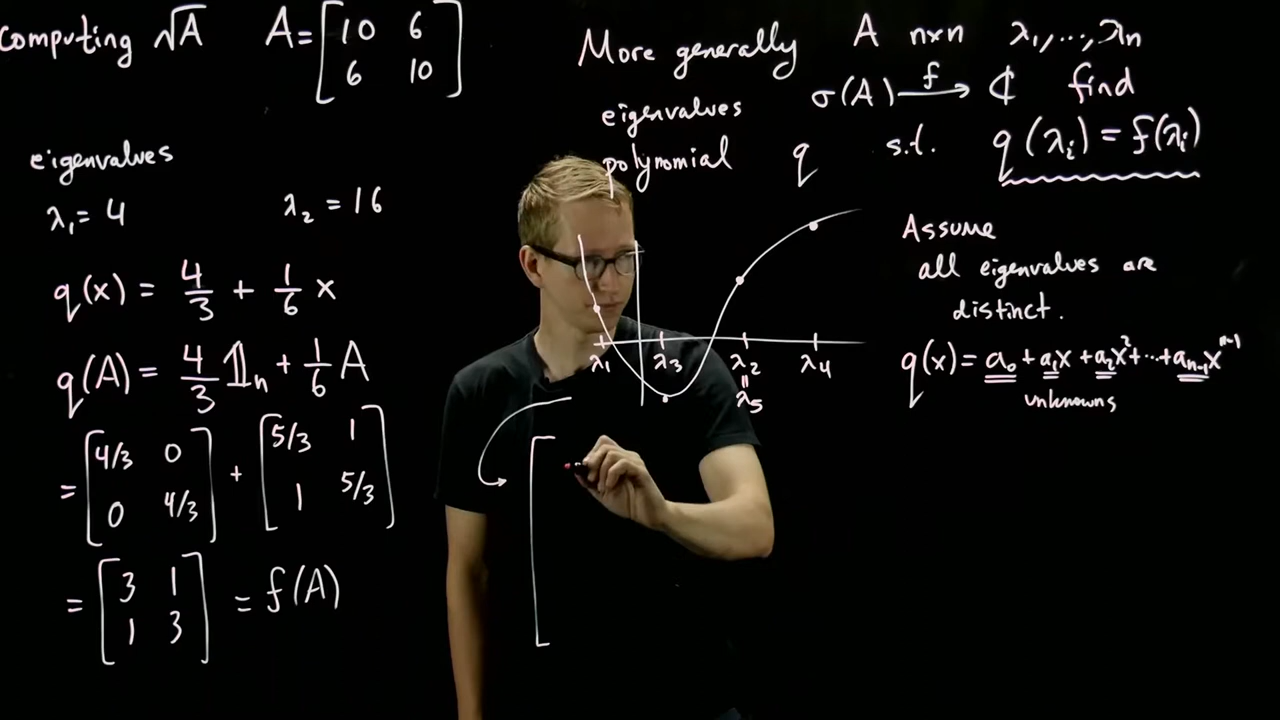 Computing √A A = [10 6
6 10]
eigenvalues
λ₁ = 4 λ₂ = 16
q(x) = 4/3 + 1/6 x
q(A) = 4/3 𝟙ₙ + 1/6 A
= [4/3 0
0 4/3] + [5/3 1
1 5/3]
= [3 1
1 3] = f(A)
More generally A n×n λ₁, ..., λₙ
eigenvalues σ(A) —f→ ₵ find
polynomial q s.t. q(λᵢ) = f(λᵢ)
λ₁ λ₃ λ₂ λ₄
=
λ₅
Assume
all eigenvalues are
distinct.
q(x) = a₀ + a₁x + a₂x² + ... + aₙ₋₁xⁿ⁻¹
unknowns
[